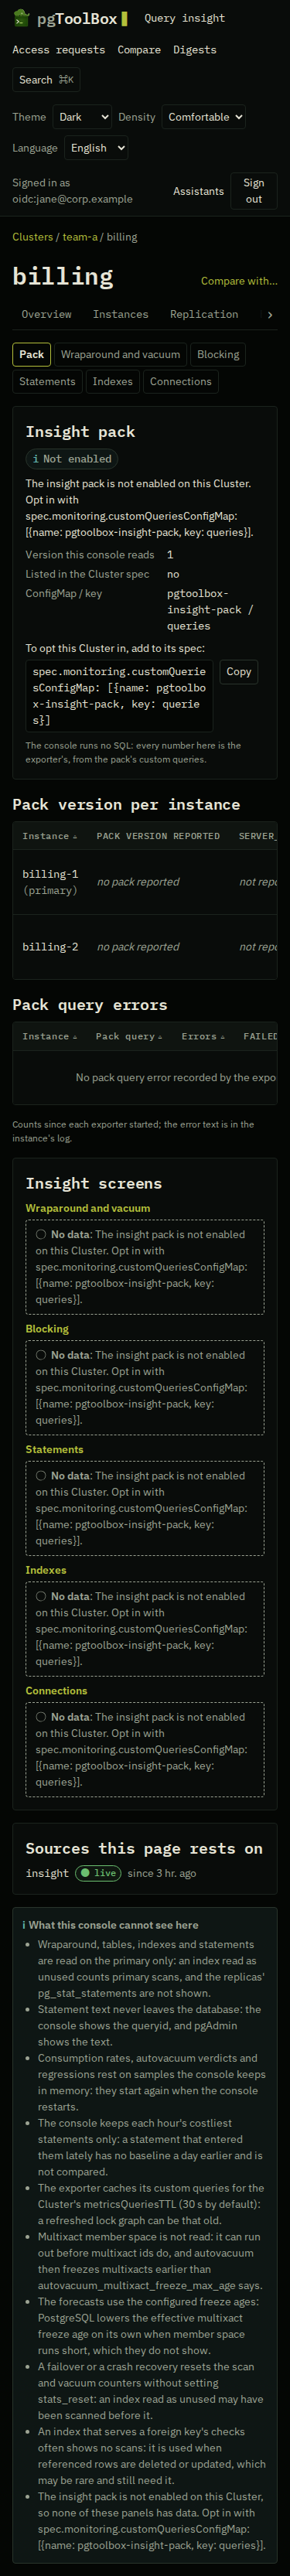 pgToolBox
Query insight
Access requests Compare Digests
Search ⌘K
Theme Dark Density Comfortable
Language English
Signed in as
oidc:jane@corp.example
Assistants
Sign
out
Clusters / team-a / billing
billing
Compare with...
Overview Instances Replication
Pack Wraparound and vacuum Blocking
Statements Indexes Connections
Insight pack
i Not enabled
The insight pack is not enabled on this Cluster.
Opt in with
spec.monitoring.customQueriesConfigMap:
[{name: pgtoolbox-insight-pack, key: queries}].
Version this console reads 1
Listed in the Cluster spec no
ConfigMap / key pgtoolbox-
insight-pack /
queries
To opt this Cluster in, add to its spec:
spec.monitoring.customQuerie
sConfigMap: [{name: pgtoolbo
x-insight-pack, key: querie
s}]
Copy
The console runs no SQL: every number here is the
exporter's, from the pack's custom queries.
Pack version per instance
Instance PACK VERSION REPORTED SERVER_
billing-1
(primary)
no pack reported
not repo
billing-2 no pack reported not repo
Pack query errors
Instance Pack query Errors FAILED
No pack query error recorded by the expo
Counts since each exporter started; the error text is in the
instance's log.
Insight screens
Wraparound and vacuum
No data: The insight pack is not enabled
on this Cluster. Opt in with
spec.monitoring.customQueriesConfigMap:
[{name: pgtoolbox-insight-pack, key:
queries}].
Blocking
No data: The insight pack is not enabled
on this Cluster. Opt in with
spec.monitoring.customQueriesConfigMap:
[{name: pgtoolbox-insight-pack, key:
queries}].
Statements
No data: The insight pack is not enabled
on this Cluster. Opt in with
spec.monitoring.customQueriesConfigMap:
[{name: pgtoolbox-insight-pack, key:
queries}].
Indexes
No data: The insight pack is not enabled
on this Cluster. Opt in with
spec.monitoring.customQueriesConfigMap:
[{name: pgtoolbox-insight-pack, key:
queries}].
Connections
No data: The insight pack is not enabled
on this Cluster. Opt in with
spec.monitoring.customQueriesConfigMap:
[{name: pgtoolbox-insight-pack, key:
queries}].
Sources this page rests on
insight live since 3 hr. ago
i What this console cannot see here
• Wraparound, tables, indexes and statements
are read on the primary only: an index read as
unused counts primary scans, and the replicas'
pg_stat_statements are not shown.
• Statement text never leaves the database: the
console shows the queryid, and pgAdmin
shows the text.
• Consumption rates, autovacuum verdicts and
regressions rest on samples the console keeps
in memory: they start again when the console
restarts.
• The console keeps each hour's costliest
statements only: a statement that entered
them lately has no baseline a day earlier and is
not compared.
• The exporter caches its custom queries for the
Cluster's metricsQueriesTTL (30 s by default):
a refreshed lock graph can be that old.
• Multixact member space is not read: it can run
out before multixact ids do, and autovacuum
then freezes multixacts earlier than
autovacuum_multixact_freeze_max_age says.
• The forecasts use the configured freeze ages:
PostgreSQL lowers the effective multixact
freeze age on its own when member space
runs short, which they do not show.
• A failover or a crash recovery resets the scan
and vacuum counters without setting
stats_reset: an index read as unused may have
been scanned before it.
• An index that serves a foreign key's checks
often shows no scans: it is used when
referenced rows are deleted or updated, which
may be rare and still need it.
• The insight pack is not enabled on this Cluster,
so none of these panels has data. Opt in with
spec.monitoring.customQueriesConfigMap:
[{name: pgtoolbox-insight-pack, key: queries}].